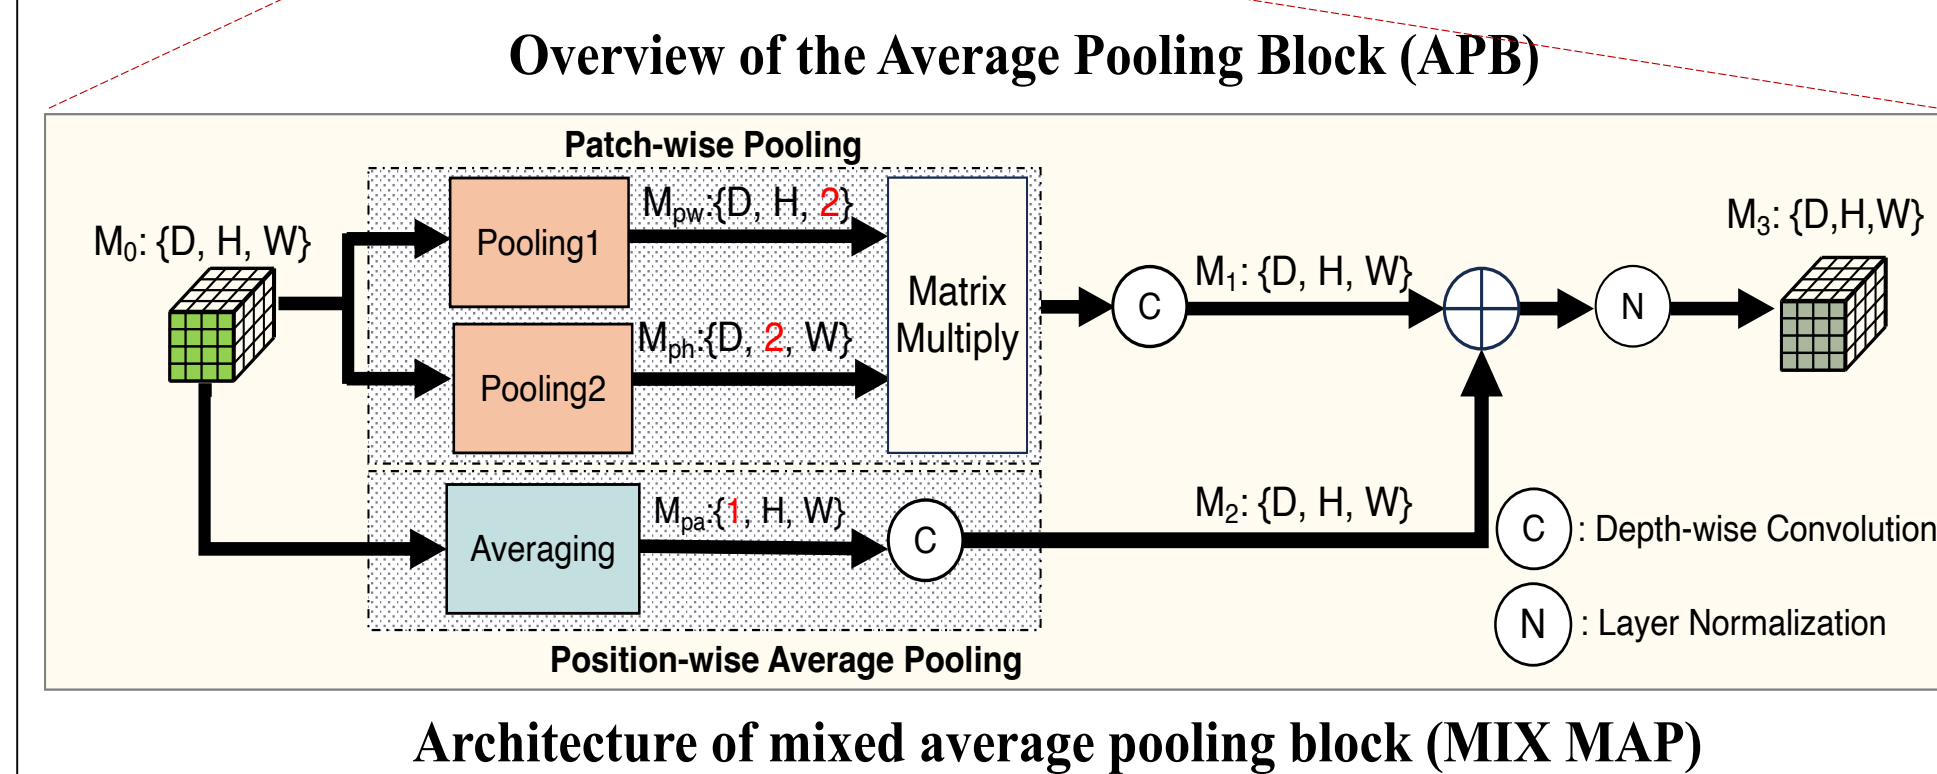 Overview of the Average Pooling Block (APB)
Patch-wise Pooling
M0: {D, H, W}
Pooling1
Mpw:{D, H, 2}
Pooling2
Mph:{D, 2, W}
Matrix
Multiply
C
M1: {D, H, W}
N
M3: {D,H,W}
Averaging
Mpa:{1, H, W}
C
M2: {D, H, W}
C : Depth-wise Convolution
N : Layer Normalization
Position-wise Average Pooling
Architecture of mixed average pooling block (MIX MAP)